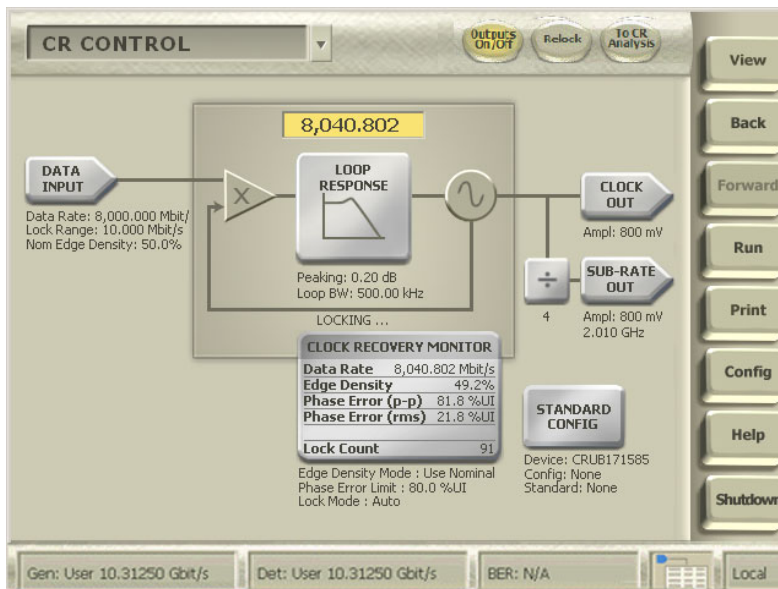 CR CONTROL
Outputs
On/Off
Relock
To CR
Analysis
View
Back
Forward
Run
Print
Config
Help
Shutdown
8,040.802
DATA
INPUT
Data Rate: 8,000.000 Mbit/
Lock Range: 10.000 Mbit/s
Nom Edge Density: 50.0%
X
LOOP
RESPONSE
Peaking: 0.20 dB
Loop BW: 500.00 kHz
LOCKING ...
CLOCK
OUT
Ampl: 800 mV
÷
4
SUB-RATE
OUT
Ampl: 800 mV
2.010 GHz
CLOCK RECOVERY MONITOR
Data Rate 8,040.802 Mbit/s
Edge Density 49.2%
Phase Error (p-p) 81.8 %UI
Phase Error (rms) 21.8 %UI
Lock Count 91
Edge Density Mode : Use Nominal
Phase Error Limit : 80.0 %UI
Lock Mode : Auto
STANDARD
CONFIG
Device: CRUB171585
Config: None
Standard: None
Gen: User 10.31250 Gbit/s
Det: User 10.31250 Gbit/s
BER: N/A
Local